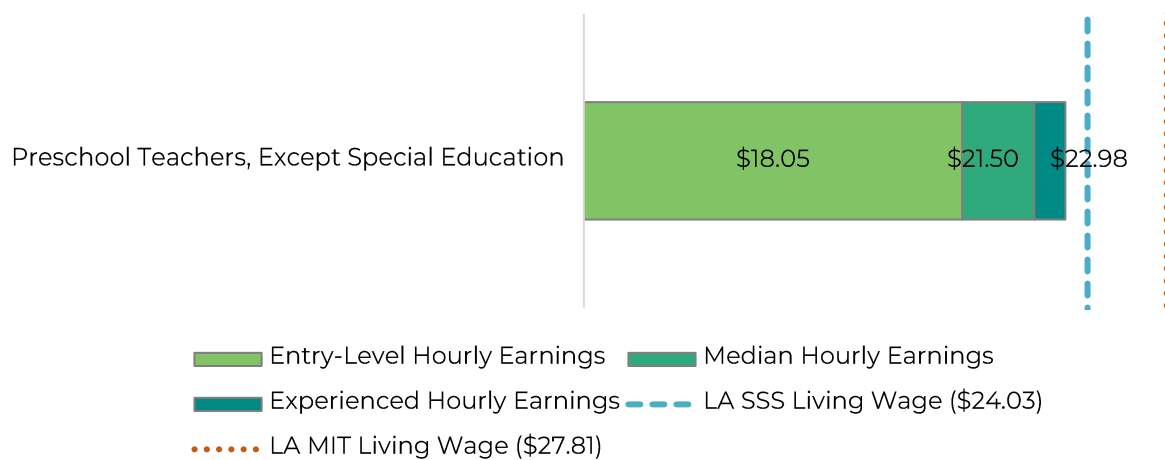 Preschool Teachers, Except Special Education $18.05 $21.50 $22.98
Entry-Level Hourly Earnings Median Hourly Earnings
Experienced Hourly Earnings LA SSS Living Wage ($24.03)
LA MIT Living Wage ($27.81)